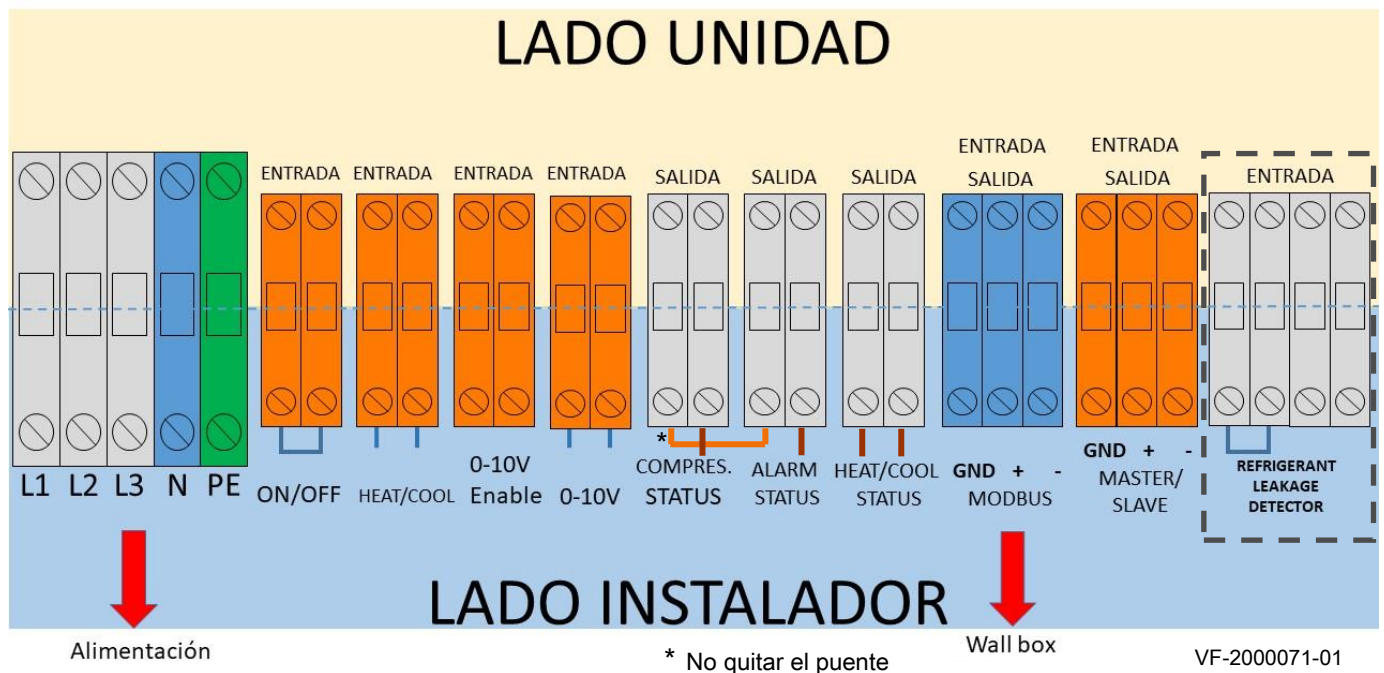 LADO UNIDAD
ENTRADA ENTRADA ENTRADA ENTRADA SALIDA SALIDA SALIDA ENTRADA SALIDA ENTRADA SALIDA ENTRADA
L1 L2 L3 N PE
ON/OFF
HEAT/COOL
0-10V
Enable
0-10V
*
COMPRES.
STATUS
ALARM
STATUS
HEAT/COOL
STATUS
GND + -
MODBUS
GND + -
MASTER/
SLAVE
REFRIGERANT
LEAKAGE
DETECTOR
LADO INSTALADOR
Alimentación
* No quitar el puente
Wall box
VF-2000071-01